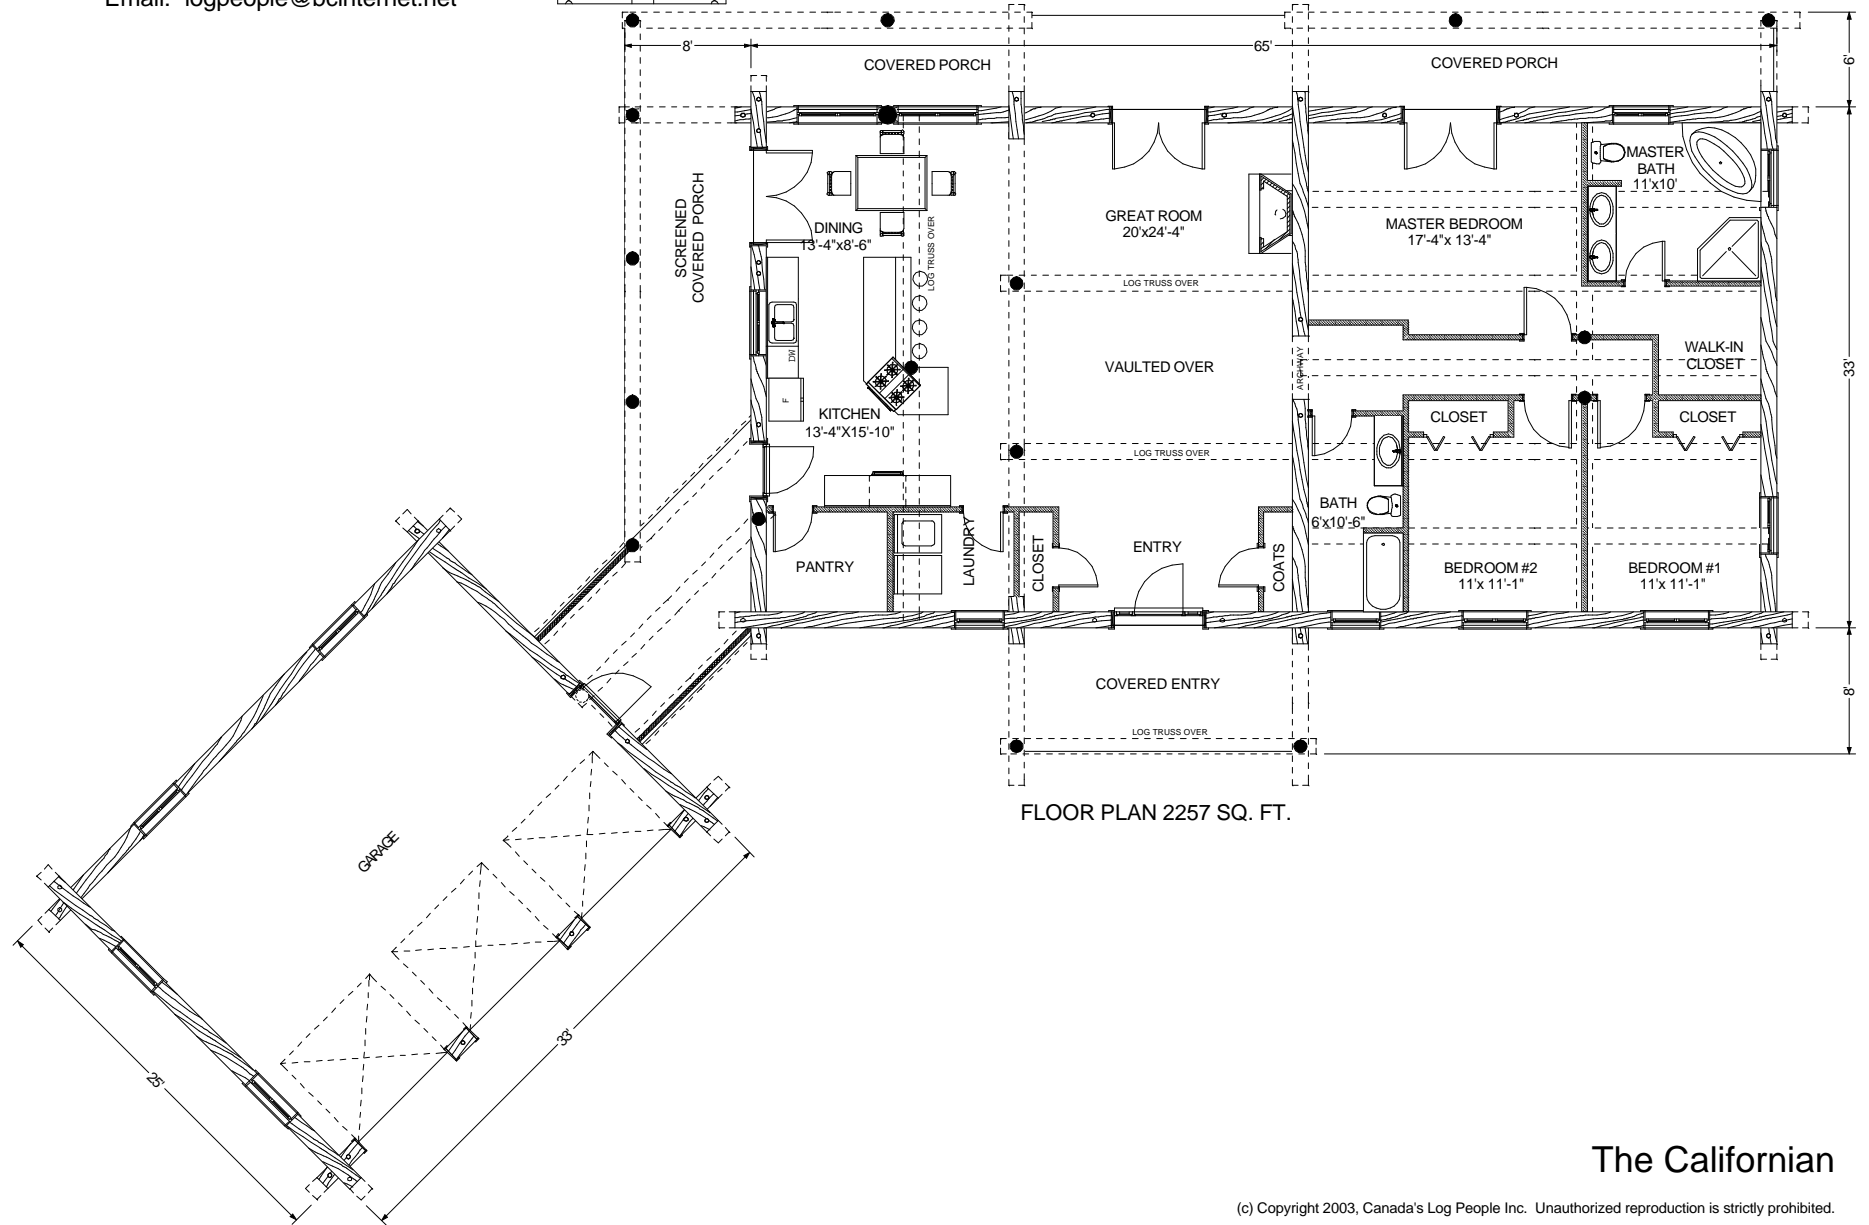 Email: logpeople@bcinternet.net
8'
65'
6'
COVERED PORCH
COVERED PORCH
SCREENED
COVERED PORCH
DINING
13'-4"x8'-6"
LOG TRUSS OVER
GREAT ROOM
20'x24'-4"
MASTER BEDROOM
17'-4"x 13'-4"
MASTER
BATH
11'x10'
LOG TRUSS OVER
DW
F
VAULTED OVER
ARCHWAY
WALK-IN
CLOSET
33'
KITCHEN
13'-4"X15'-10"
CLOSET
CLOSET
LOG TRUSS OVER
BATH
6'x10'-6"
PANTRY
LAUNDRY
CLOSET
ENTRY
COATS
BEDROOM #2
11'x 11'-1"
BEDROOM #1
11'x 11'-1"
COVERED ENTRY
8'
LOG TRUSS OVER
FLOOR PLAN 2257 SQ. FT.
GARAGE
33'
25'
The Californian
(c) Copyright 2003, Canada's Log People Inc. Unauthorized reproduction is strictly prohibited.